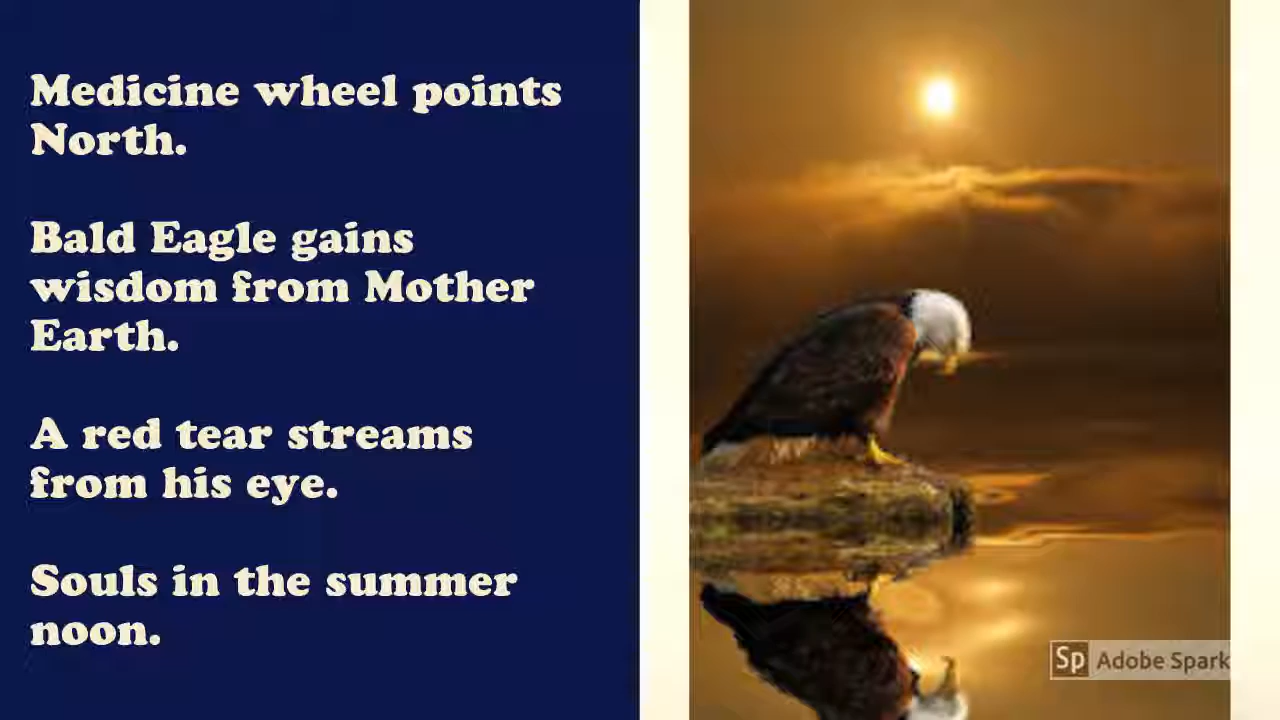 Medicine wheel points
North.
Bald Eagle gains
wisdom from Mother
Earth.
A red tear streams
from his eye.
Souls in the summer
noon.
Sp Adobe Spark